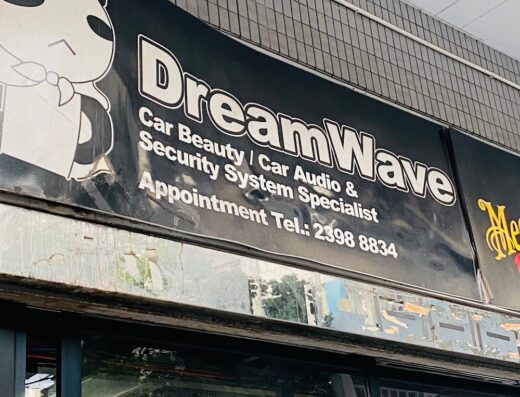 DreamWave
Car Beauty / Car Audio &
Security System Specialist
Appointment Tel.: 2398 8834